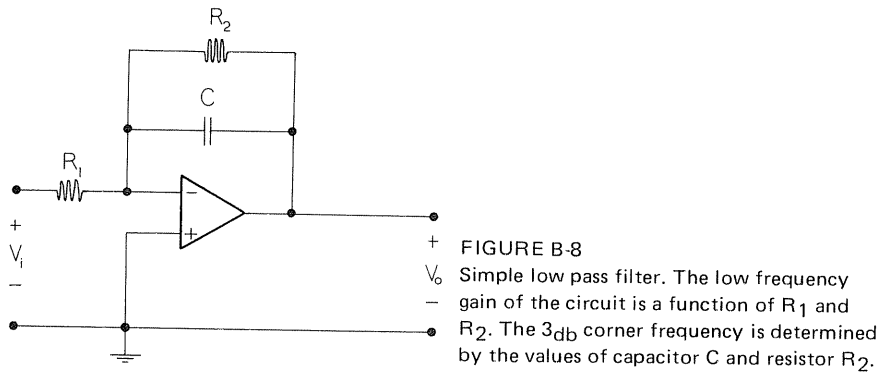 R₂
C
R₁
−
+
+
Vᵢ
−
+
V₀
−
FIGURE B-8
Simple low pass filter. The low frequency
gain of the circuit is a function of R₁ and
R₂. The 3db corner frequency is determined
by the values of capacitor C and resistor R₂.